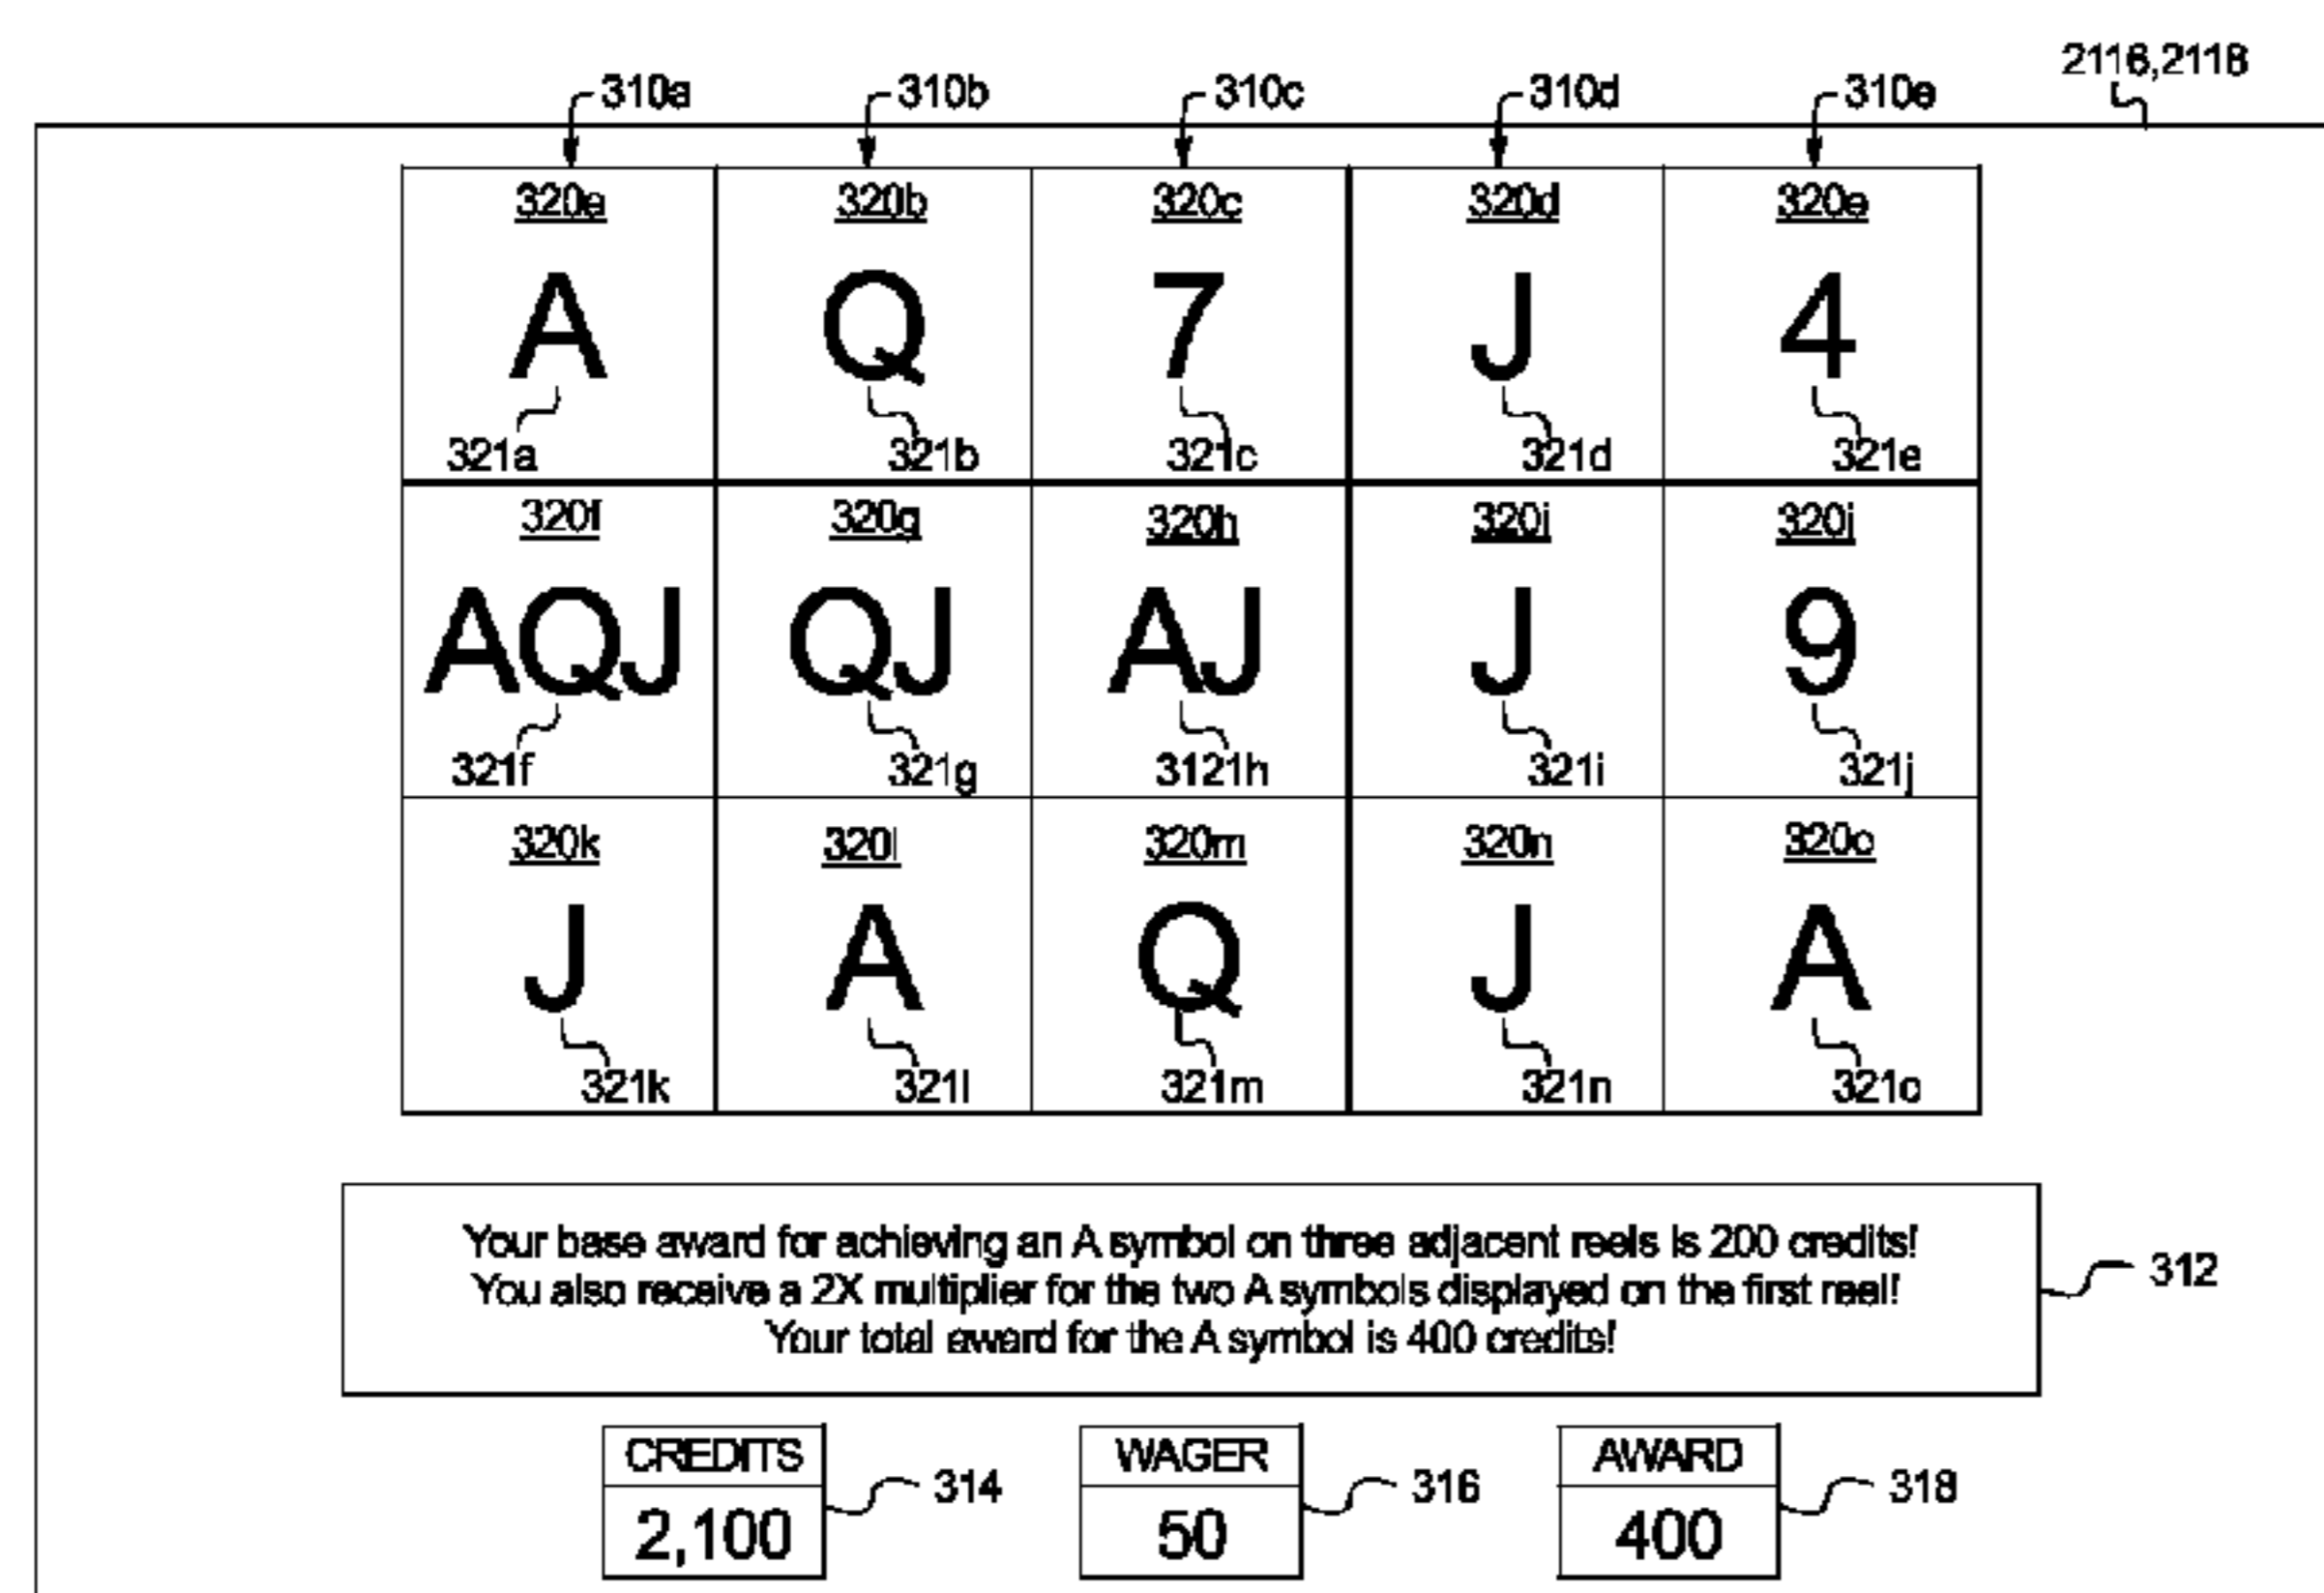 2116,2118
310a 310b 310c 310d 310e
320a 320b 320c 320d 320e
A Q 7 J 4
321a 321b 321c 321d 321e
320f 320g 320h 320i 320j
AQJ QJ AJ J 9
321f 321g 3121h 321i 321j
320k 320l 320m 320n 320o
J A Q J A
321k 321l 321m 321n 321o
Your base award for achieving an A symbol on three adjacent reels is 200 credits!
You also receive a 2X multiplier for the two A symbols displayed on the first reel!
Your total award for the A symbol is 400 credits!
312
CREDITS WAGER AWARD
314 316 318
2,100 50 400